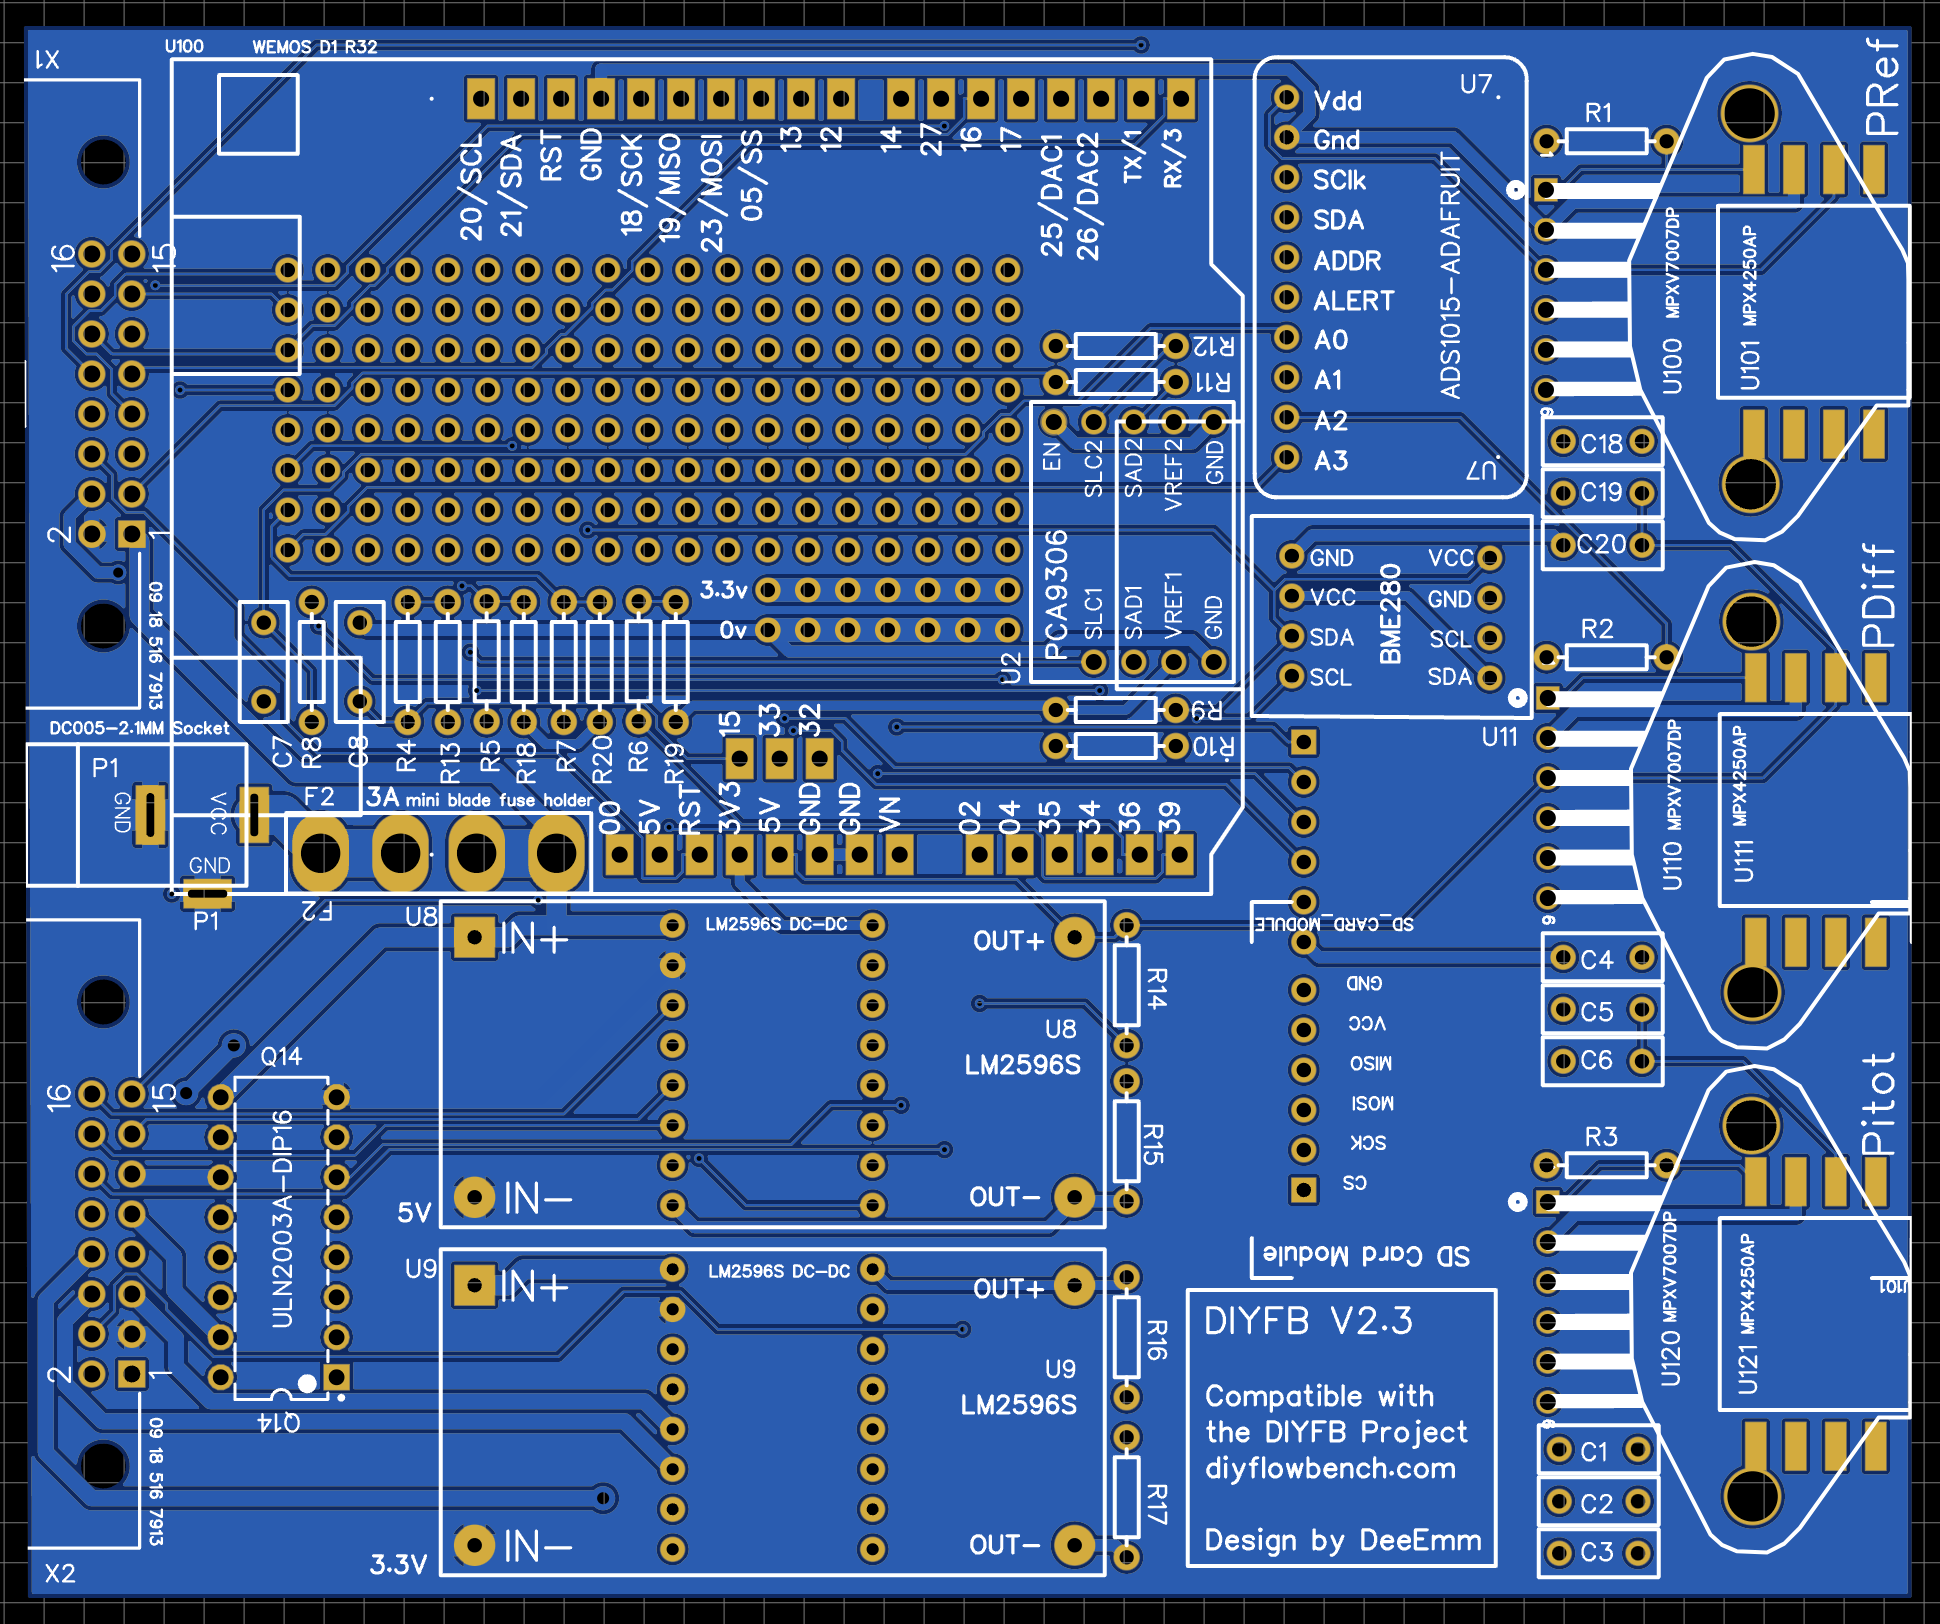 X1
U100
WEMOS D1 R32
20/SCL
21/SDA
RST
GND
18/SCK
19/MISO
23/MOSI
05/SS
13
12
14
27
16
17
25/DAC1
26/DAC2
TX/1
RX/3
U7
Vdd
Gnd
SClk
SDA
ADDR
ALERT
A0
A1
A2
A3
ADS1015-ADAFRUIT
U7
R1
1
6
PRef
U100 MPXV7007DP
U101 MPX4250AP
C18
C19
C20
16
15
2
1
09 18 516 7913
R12
R11
EN
SLC2
SAD2
VREF2
GND
PCA9306
SLC1
SAD1
VREF1
GND
U2
R9
R10
3.3v
0v
GND
VCC
SDA
SCL
BME280
VCC
GND
SCL
SDA
U11
R2
6
PDiff
U110 MPXV7007DP
U111 MPX4250AP
C4
C5
C6
DC005-2.1MM Socket
P1
GND
VCC
GND
P1
C7
R8
C8
R4
R13
R5
R18
R7
R20
R6
R19
15
33
32
F2
3A mini blade fuse holder
F2
00
5V
RST
3V3
5V
GND
GND
VN
02
04
35
34
36
39
U8
IN+
LM2596S DC-DC
OUT+
U8
LM2596S
5V
IN-
OUT-
R14
R15
SD_CARD_MODULE
GND
VCC
MISO
MOSI
SCK
CS
SD Card Module
16
15
2
1
Q14
ULN2003A-DIP16
Q14
09 18 516 7913
X2
U9
IN+
LM2596S DC-DC
OUT+
U9
LM2596S
3.3V
IN-
OUT-
R16
R17
DIYFB V2.3
Compatible with
the DIYFB Project
diyflowbench.com
Design by DeeEmm
R3
6
Pitot
U120 MPXV7007DP
U121 MPX4250AP
U101
C1
C2
C3